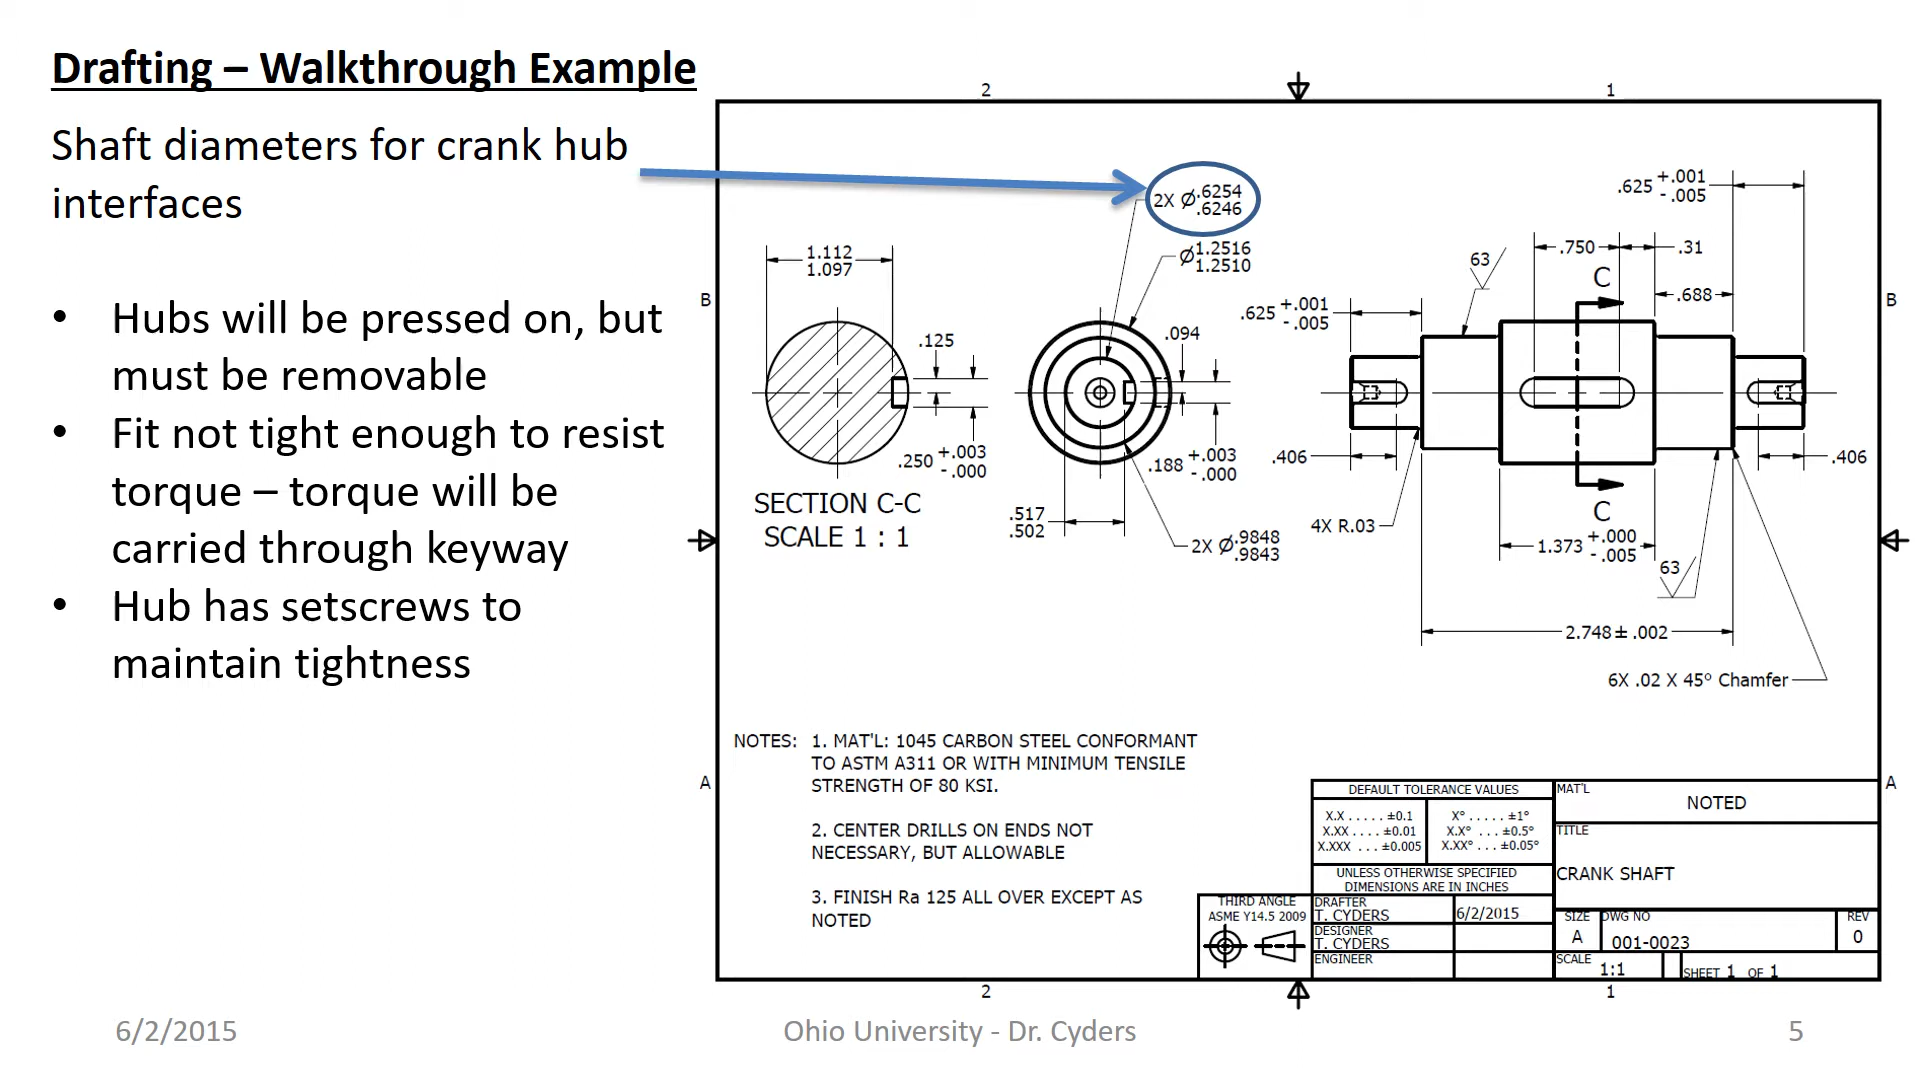 Drafting – Walkthrough Example
Shaft diameters for crank hub
interfaces
• Hubs will be pressed on, but
must be removable
• Fit not tight enough to resist
torque – torque will be
carried through keyway
• Hub has setscrews to
maintain tightness
2
1
B
B
A
A
2
1
2X Ø.6254
.6246
Ø1.2516
1.2510
1.112
1.097
.125
.250 +.003
-.000
SECTION C-C
SCALE 1 : 1
.094
.188 +.003
-.000
.517
.502
2X Ø.9848
.9843
.625 +.001
-.005
.625 +.001
-.005
63
.750
.31
C
.688
.406
.406
4X R.03
C
1.373 +.000
-.005
63
2.748± .002
6X .02 X 45° Chamfer
NOTES: 1. MAT'L: 1045 CARBON STEEL CONFORMANT
TO ASTM A311 OR WITH MINIMUM TENSILE
STRENGTH OF 80 KSI.
2. CENTER DRILLS ON ENDS NOT
NECESSARY, BUT ALLOWABLE
3. FINISH Ra 125 ALL OVER EXCEPT AS
NOTED
DEFAULT TOLERANCE VALUES
X.X . . . . . ±0.1
X.XX . . . . ±0.01
X.XXX . . . ±0.005
X° . . . . . ±1°
X.X° . . . ±0.5°
X.XX° . . . ±0.05°
UNLESS OTHERWISE SPECIFIED
DIMENSIONS ARE IN INCHES
THIRD ANGLE
ASME Y14.5 2009
DRAFTER
T. CYDERS
6/2/2015
DESIGNER
T. CYDERS
ENGINEER
MAT'L
NOTED
TITLE
CRANK SHAFT
SIZE
A
DWG NO
001-0023
REV
0
SCALE
1:1
SHEET 1 OF 1
6/2/2015
Ohio University - Dr. Cyders
5